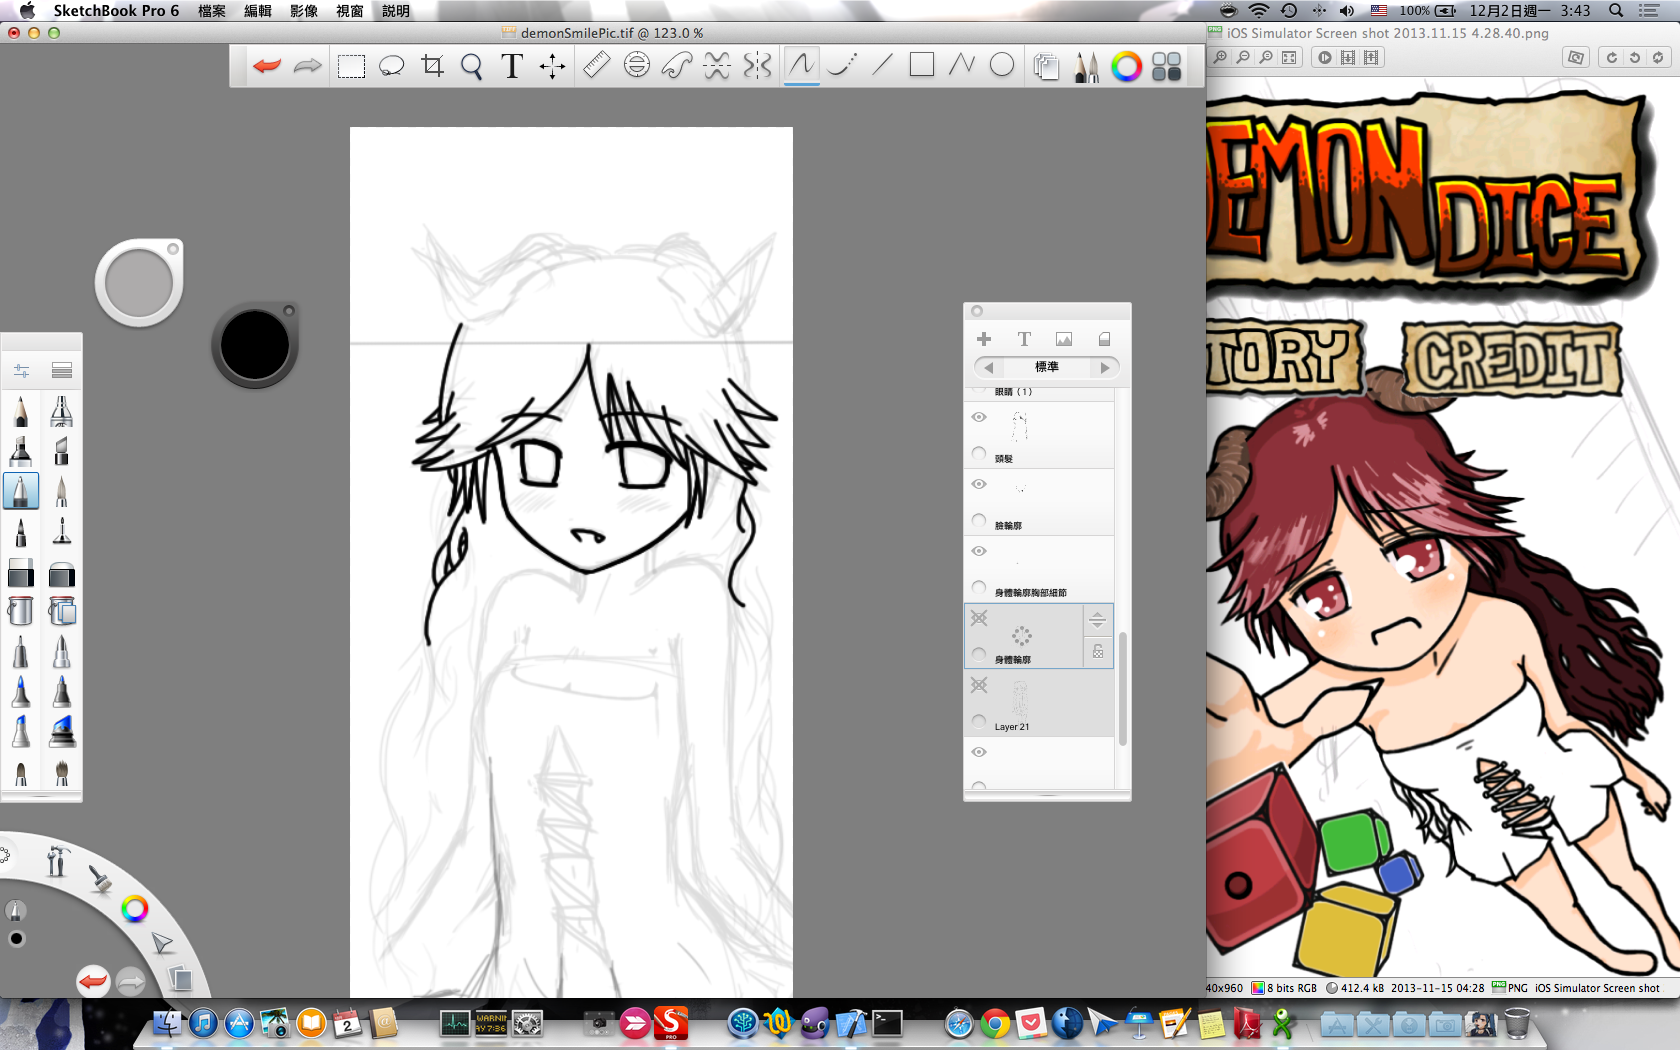 SketchBook Pro 6 檔案 編輯 影像 視窗 説明
100% 12月2日週一 3:43
demonSmilePic.tif @ 123.0 %
iOS Simulator Screen shot 2013.11.15 4.28.40.png
T
DEMON DICE
TORY CREDIT
T
標準
眼睛 (1)
頭髮
臉輪廓
身體輪廓胸部細節
身體輪廓
Layer 21
40x960 8 bits RGB 412.4 kB 2013-11-15 04:28 PNG iOS Simulator Screen shot
2
PRO